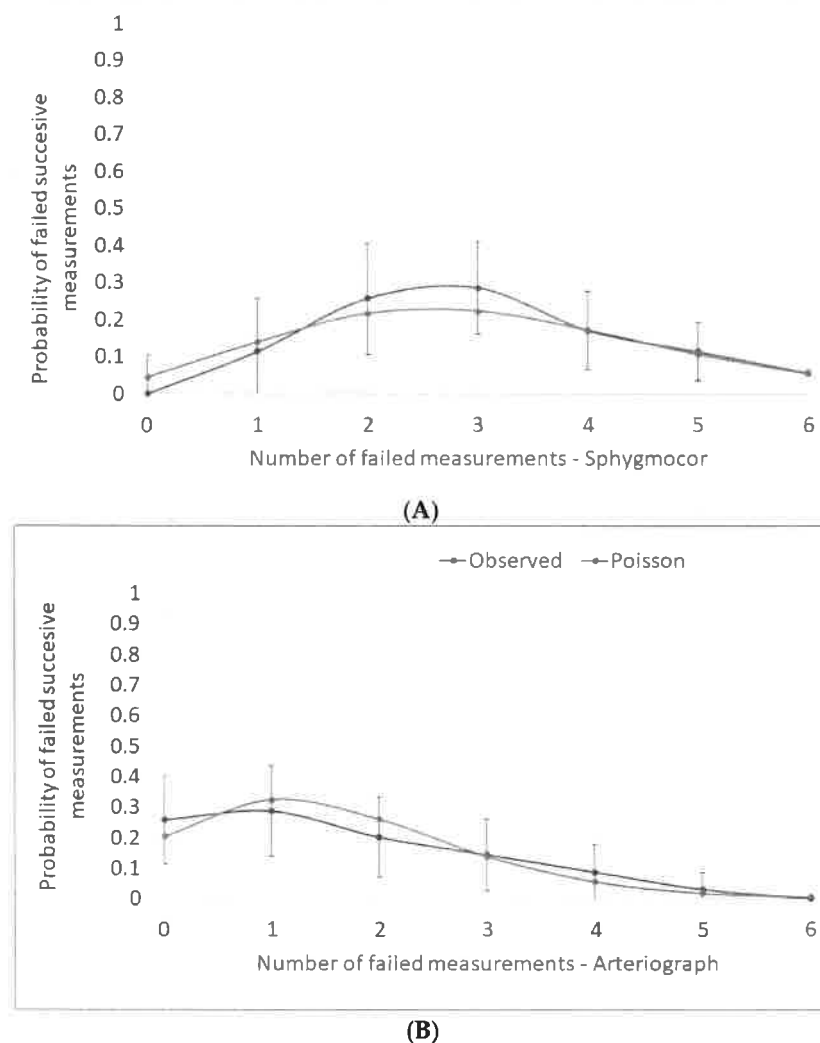 1
0.9
0.8
0.7
0.6
0.5
0.4
0.3
0.2
0.1
0
Probability of failed succesive
measurements
0 1 2 3 4 5 6
Number of failed measurements - Sphygmocor
(A)
Observed Poisson
1
0.9
0.8
0.7
0.6
0.5
0.4
0.3
0.2
0.1
0
Probability of failed succesive
measurements
0 1 2 3 4 5 6
Number of failed measurements - Arteriograph
(B)